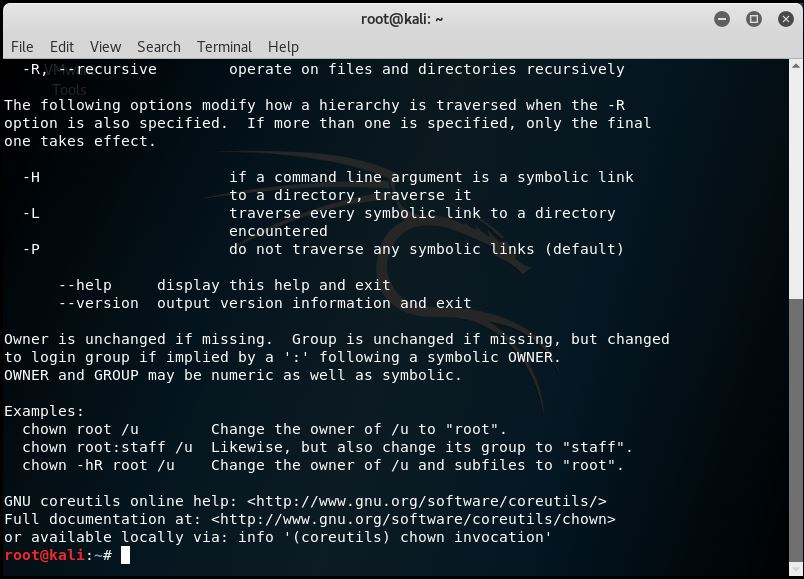 root@kali: ~
File Edit View Search Terminal Help
-R, --recursive operate on files and directories recursively
VMware
Tools
The following options modify how a hierarchy is traversed when the -R
option is also specified. If more than one is specified, only the final
one takes effect.
-H if a command line argument is a symbolic link
to a directory, traverse it
-L traverse every symbolic link to a directory
encountered
-P do not traverse any symbolic links (default)
--help display this help and exit
--version output version information and exit
Owner is unchanged if missing. Group is unchanged if missing, but changed
to login group if implied by a ':' following a symbolic OWNER.
OWNER and GROUP may be numeric as well as symbolic.
Examples:
chown root /u Change the owner of /u to "root".
chown root:staff /u Likewise, but also change its group to "staff".
chown -hR root /u Change the owner of /u and subfiles to "root".
GNU coreutils online help: <http://www.gnu.org/software/coreutils/>
Full documentation at: <http://www.gnu.org/software/coreutils/chown>
or available locally via: info '(coreutils) chown invocation'
root@kali:~#